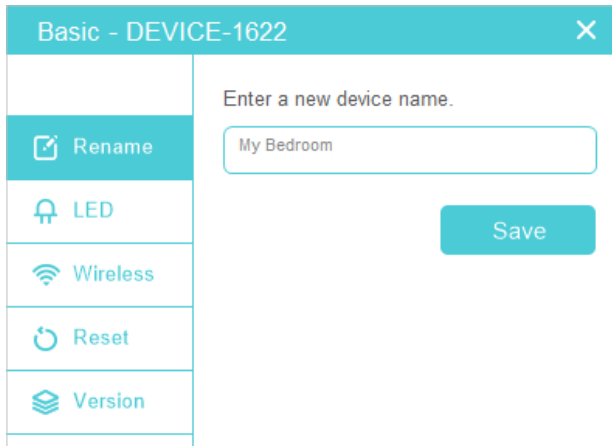 Basic - DEVICE-1622
Enter a new device name.
My Bedroom
Save
Rename
LED
Wireless
Reset
Version